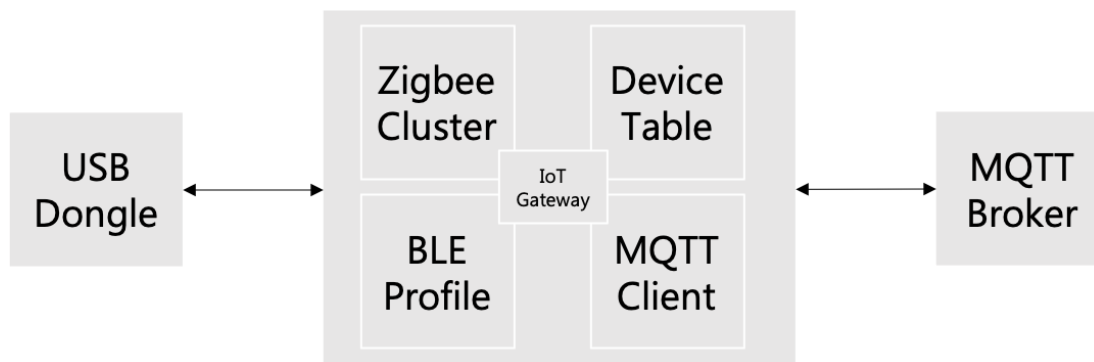 USB
Dongle
Zigbee
Cluster
Device
Table
IoT
Gateway
BLE
Profile
MQTT
Client
MQTT
Broker